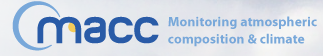 macc Monitoring atmospheric
composition & climate